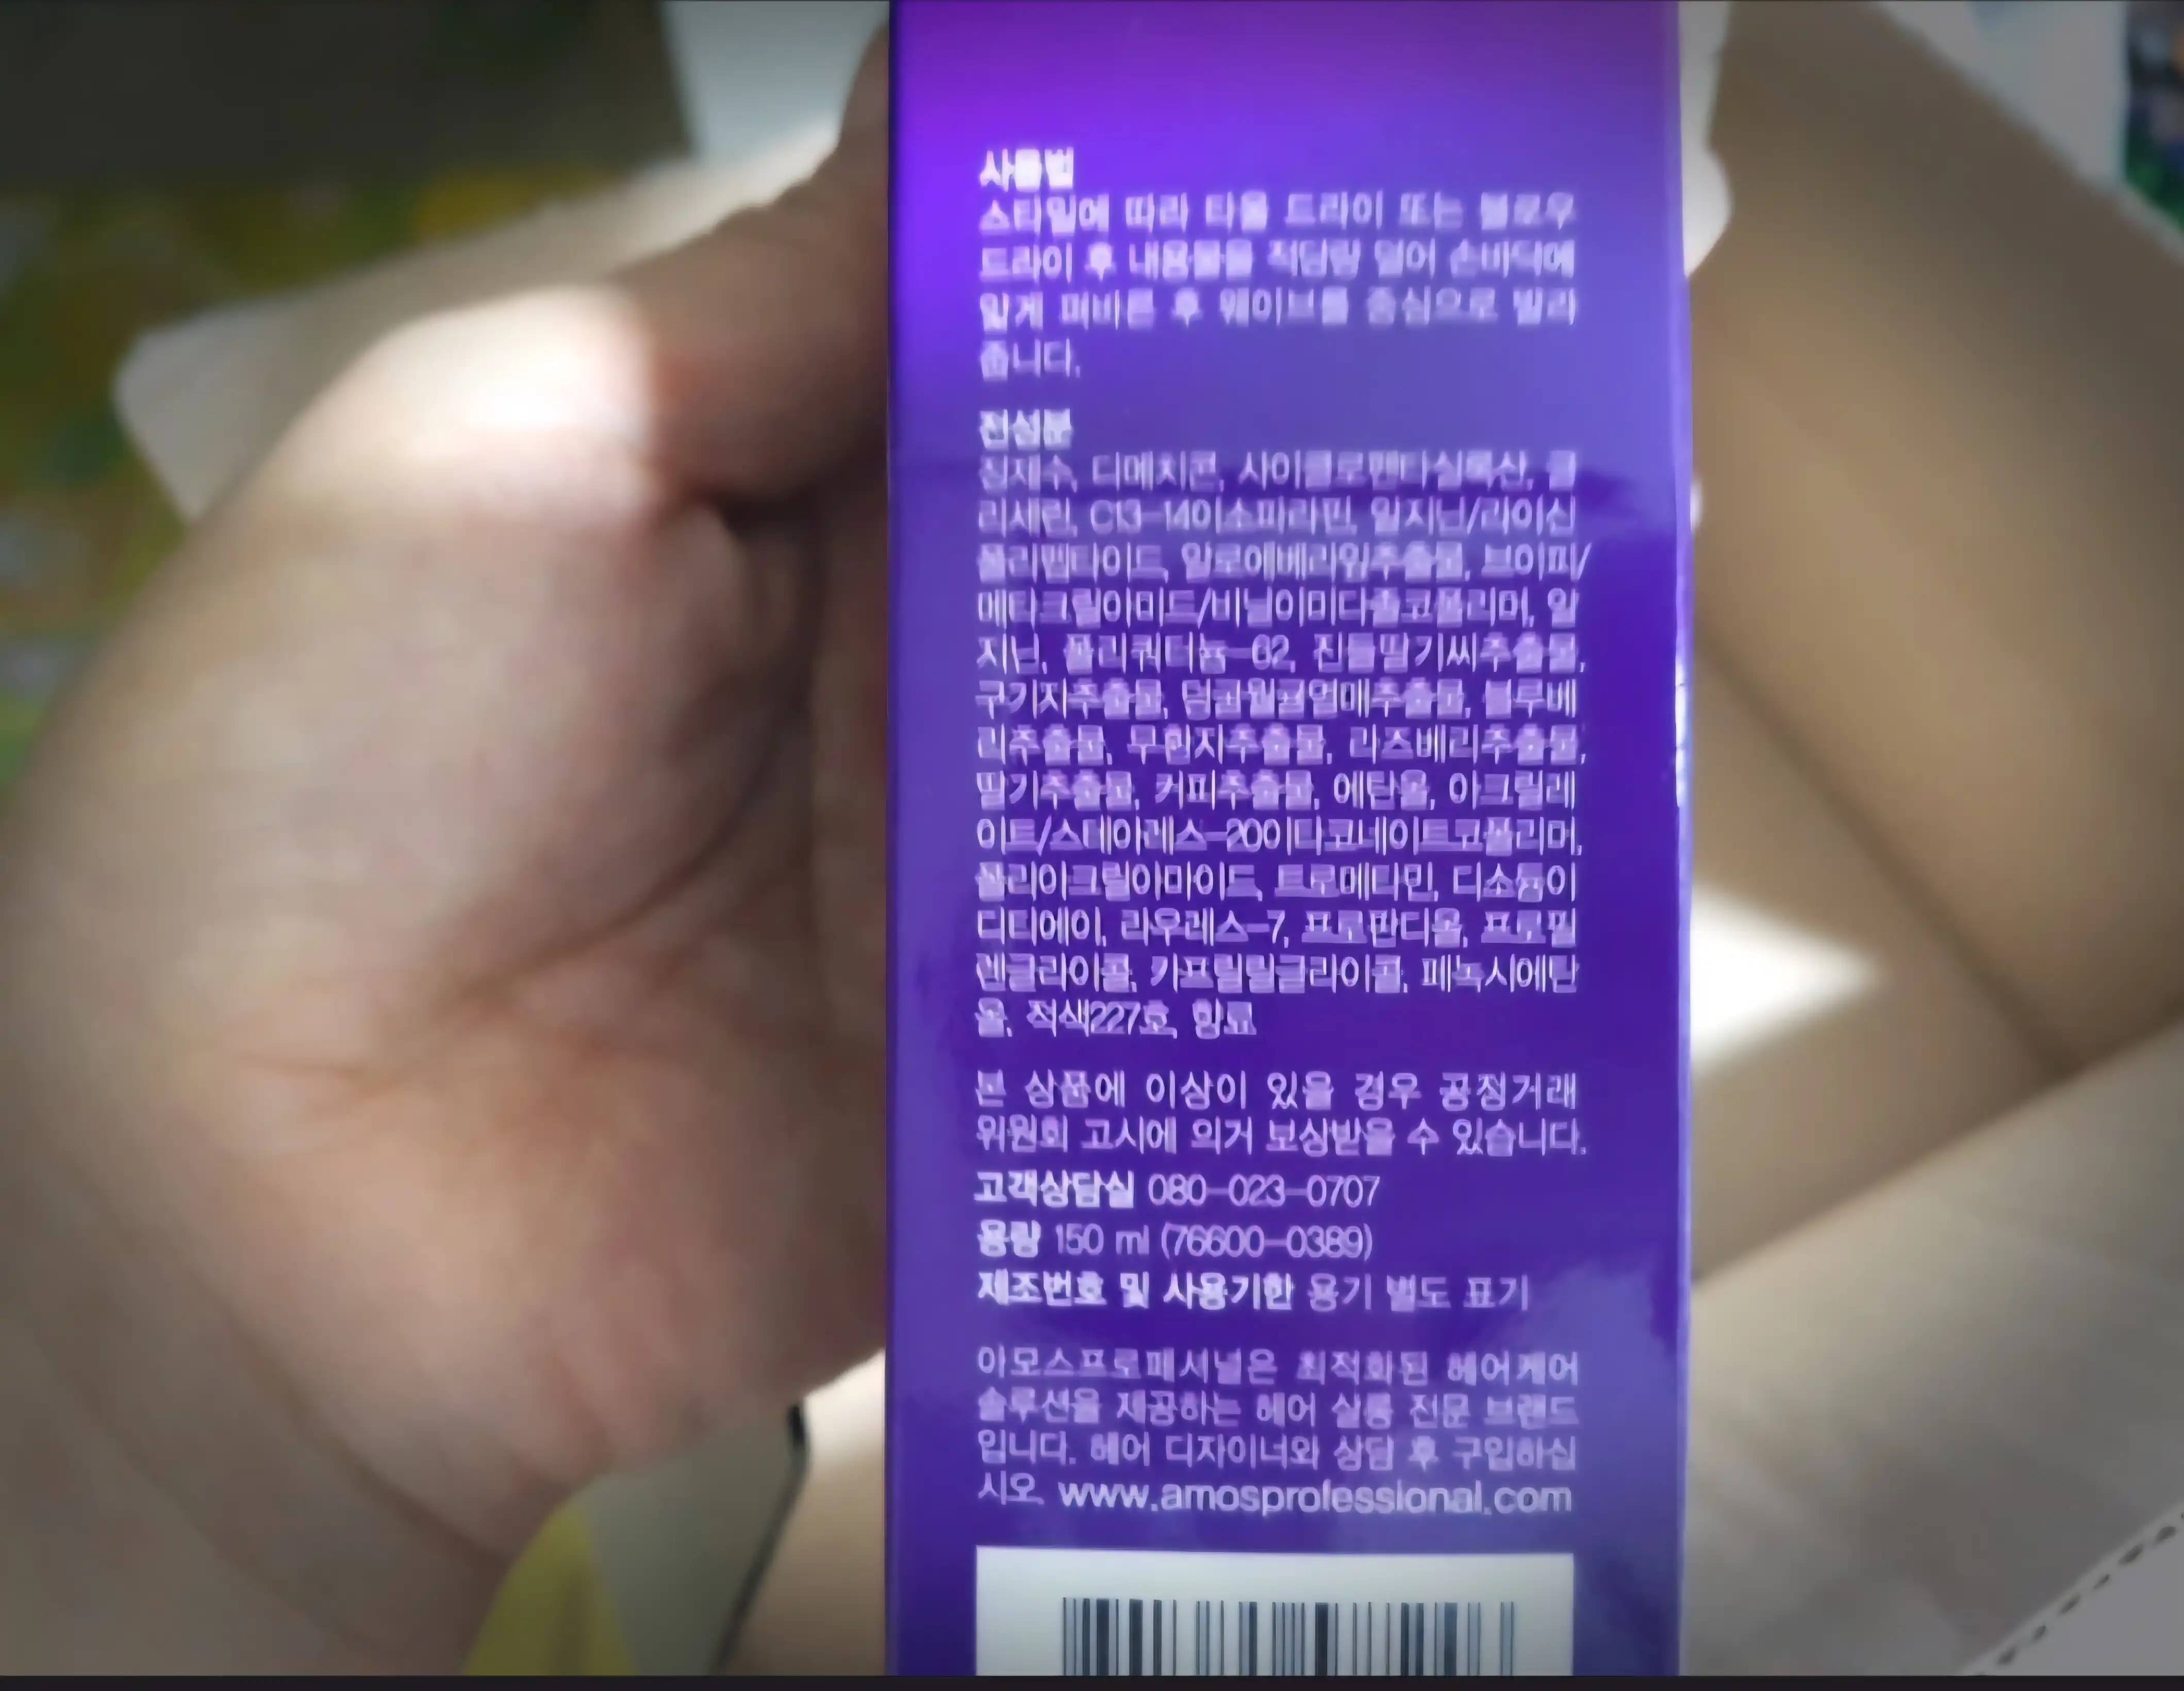 사용법
스타일에 따라 타올 드라이 또는 블로우
드라이 후 내용물을 적당량 덜어 손바닥에
얇게 펴바른 후 웨이브를 중심으로 발라
줍니다.
전성분
정제수, 디메치콘, 사이클로펜타실록산, 글
리세린, C13-14이소파라핀, 알지닌/라이신
폴리펩타이드, 알로에베라잎추출물, 브이피/
메타크릴아미드/비닐이미다졸코폴리머, 알
지닌, 폴리쿼터늄-62, 진들딸기씨추출물,
구기자추출물, 덩굴월귤열매추출물, 블루베
리추출물, 무환자추출물, 라즈베리추출물,
딸기추출물, 커피추출물, 에탄올, 아크릴레
이트/스테아레스-20이타코네이트코폴리머,
폴리아크릴아마이드, 트로메타민, 디소듐이
디티에이, 라우레스-7, 프로판디올, 프로필
렌글라이콜, 카프릴릴글라이콜, 페녹시에탄
올, 적색227호, 향료
본 상품에 이상이 있을 경우 공정거래
위원회 고시에 의거 보상받을 수 있습니다.
고객상담실 080-023-0707
용량 150 ml (76600-0389)
제조번호 및 사용기한 용기 별도 표기
아모스프로페셔널은 최적화된 헤어케어
솔루션을 제공하는 헤어 살롱 전문 브랜드
입니다. 헤어 디자이너와 상담 후 구입하십
시오. www.amosprofessional.com